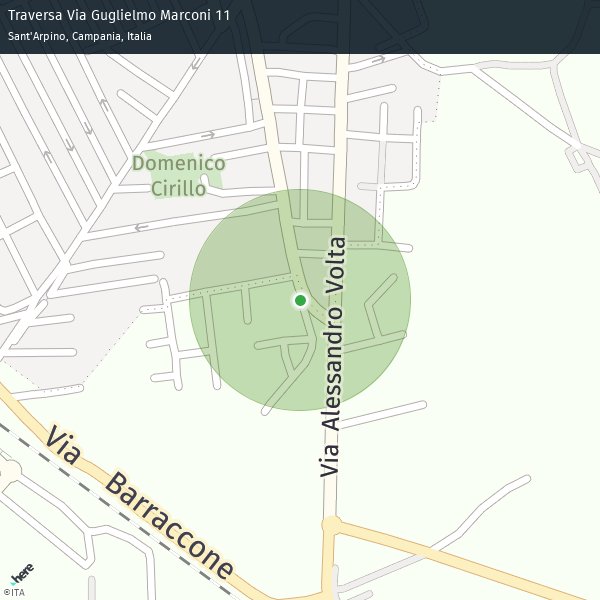 Traversa Via Guglielmo Marconi 11
Sant'Arpino, Campania, Italia
Domenico
Cirillo
Via Alessandro Volta
Via Barraccone
here
©ITA